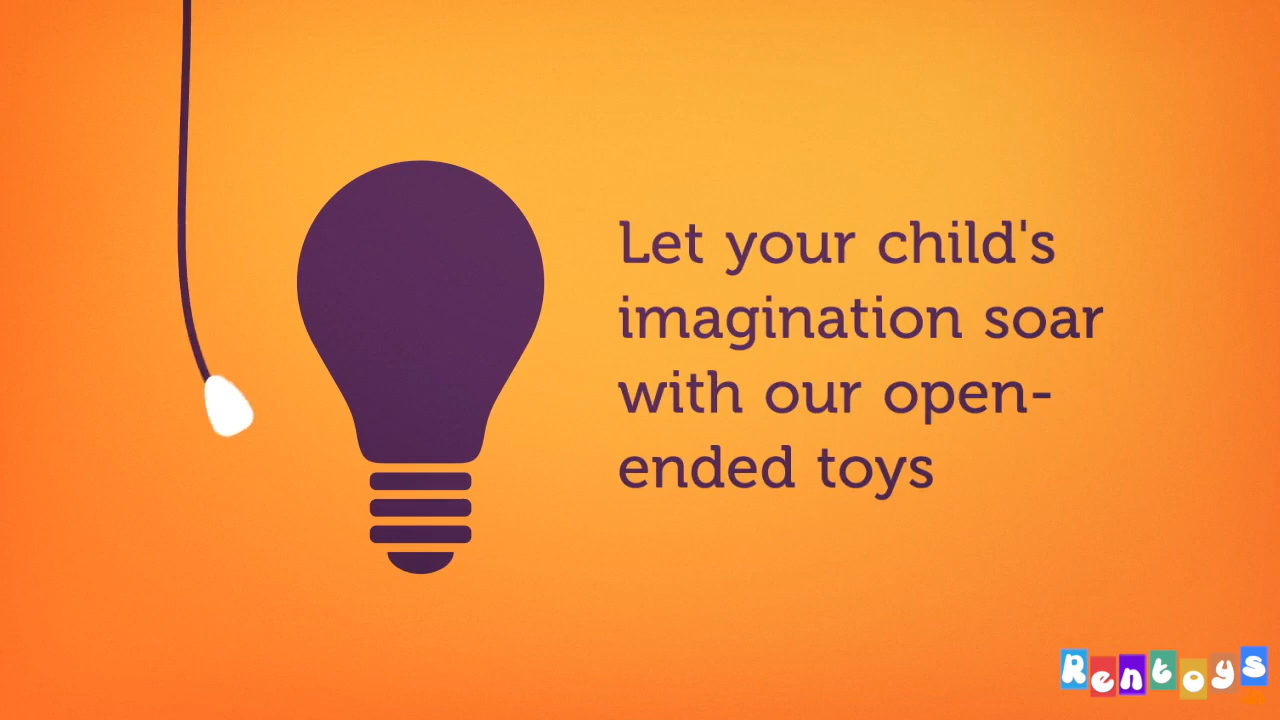 Let your child's
imagination soar
with our open-
ended toys
Rentoys